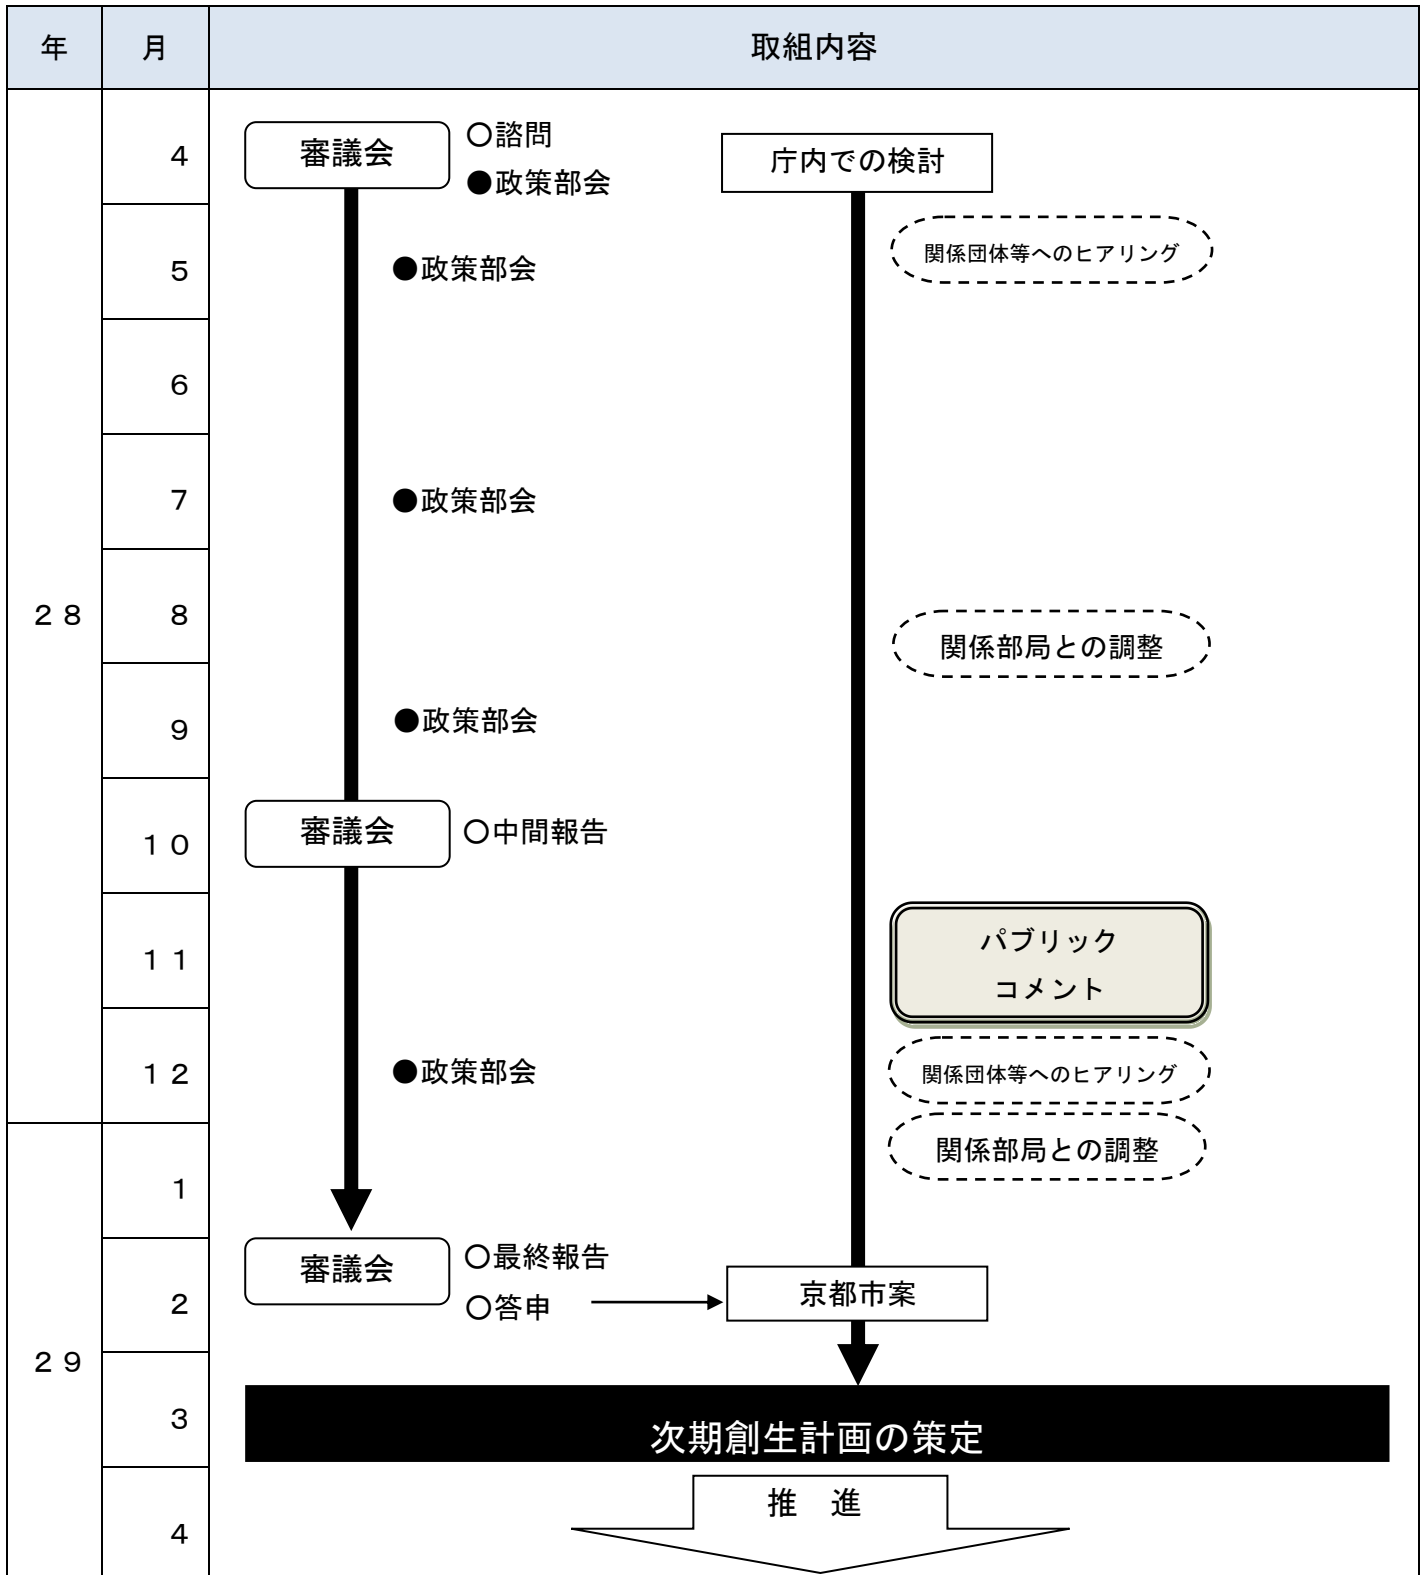 年
月
取組内容
２８
４
審議会
○諮問
●政策部会
庁内での検討
５
●政策部会
関係団体等へのヒアリング
６
７
●政策部会
８
関係部局との調整
９
●政策部会
１０
審議会
○中間報告
１１
パブリック
コメント
１２
●政策部会
関係団体等へのヒアリング
関係部局との調整
２９
１
２
審議会
○最終報告
○答申
京都市案
３
次期創生計画の策定
４
推　進